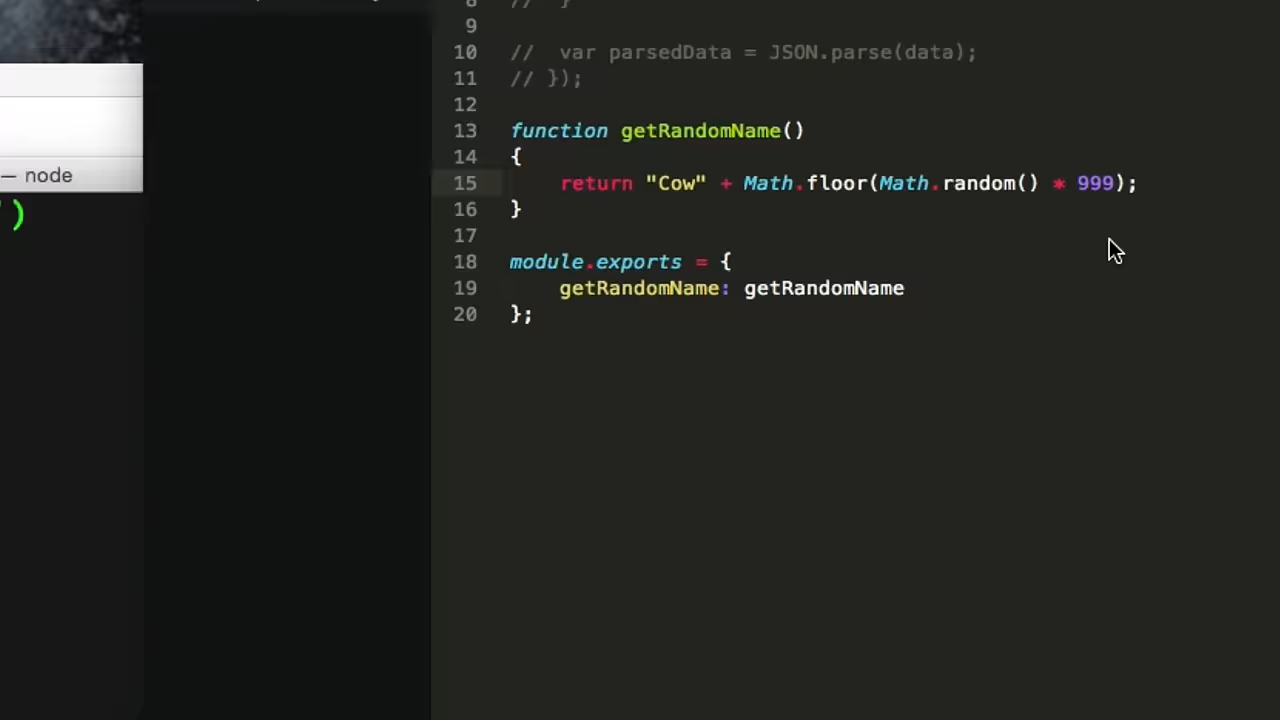 8 // }
9
10 //  var parsedData = JSON.parse(data);
11 // });
12
13 function getRandomName()
14 {
15     return "Cow" + Math.floor(Math.random() * 999);
16 }
17
18 module.exports = {
19     getRandomName: getRandomName
20 };
— node
')